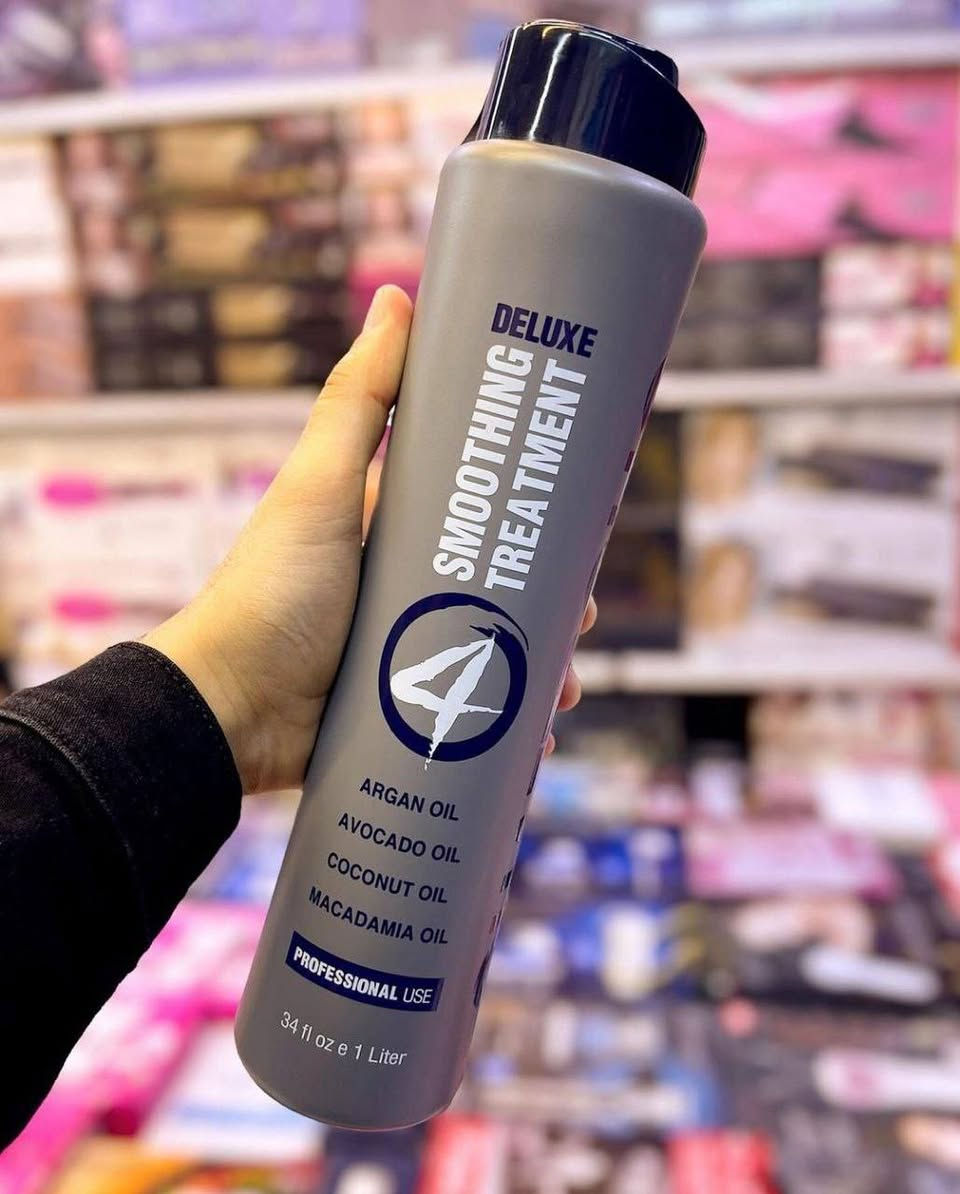 DELUXE
SMOOTHING
TREATMENT
4
ARGAN OIL
AVOCADO OIL
COCONUT OIL
MACADAMIA OIL
PROFESSIONAL USE
34 fl oz e 1 Liter